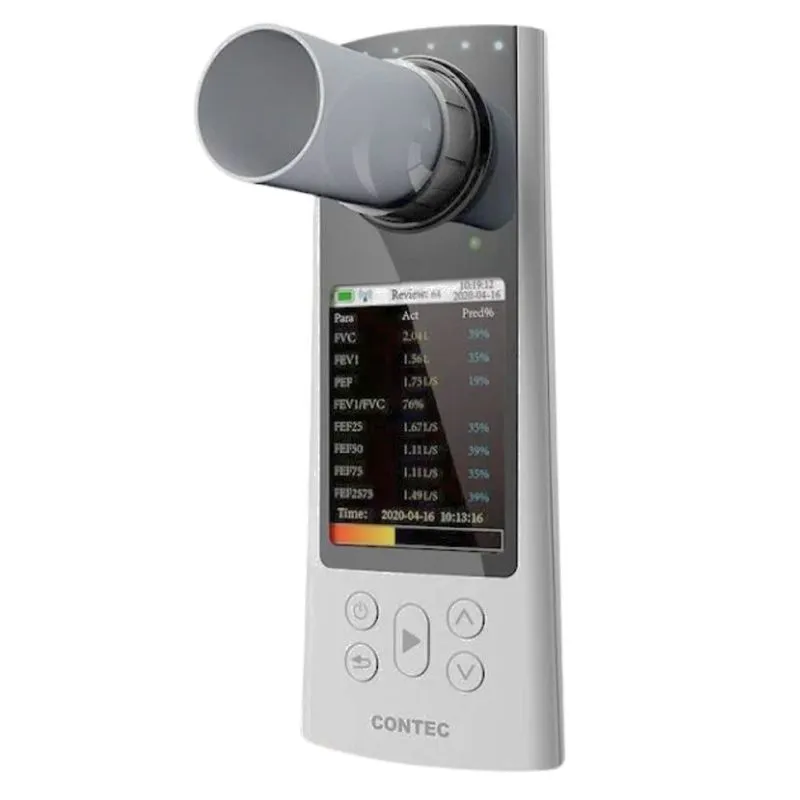 10:19:12
Review: 64 2020-04-16
Para Act Pred%
FVC 2.04L 39%
FEV1 1.56L 35%
PEF 1.73L/S 19%
FEV1/FVC 76%
FEF25 1.67L/S 35%
FEF50 1.11L/S 39%
FEF75 1.11L/S 35%
FEF2575 1.49L/S 39%
Time: 2020-04-16 10:13:16
CONTEC